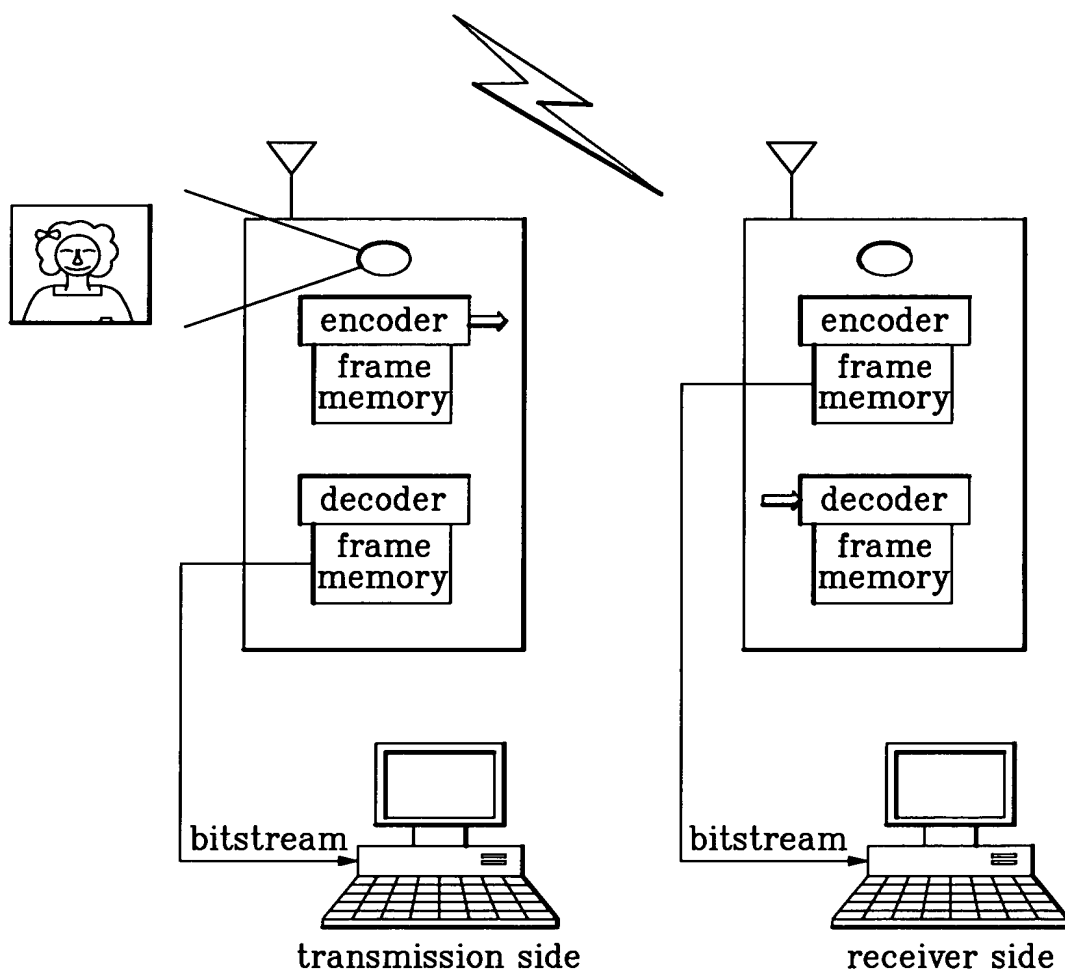 encoder
frame
memory
decoder
frame
memory
bitstream
transmission side
encoder
frame
memory
decoder
frame
memory
bitstream
receiver side